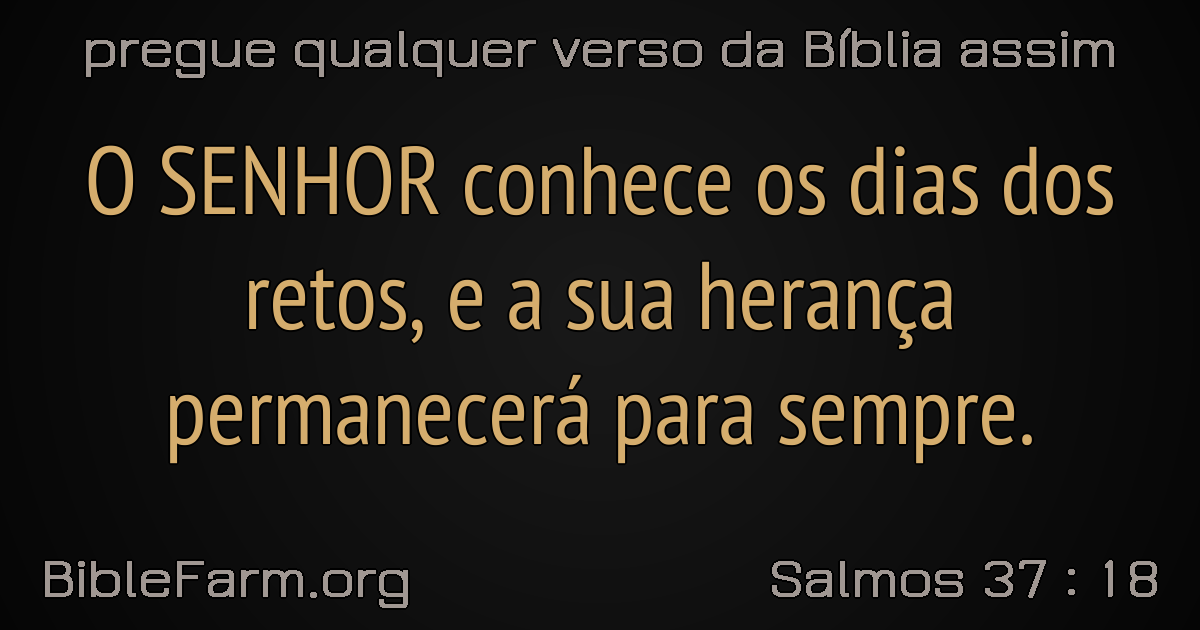 pregue qualquer verso da Bíblia assim
O SENHOR conhece os dias dos
retos, e a sua herança
permanecerá para sempre.
BibleFarm.org
Salmos 37 : 18